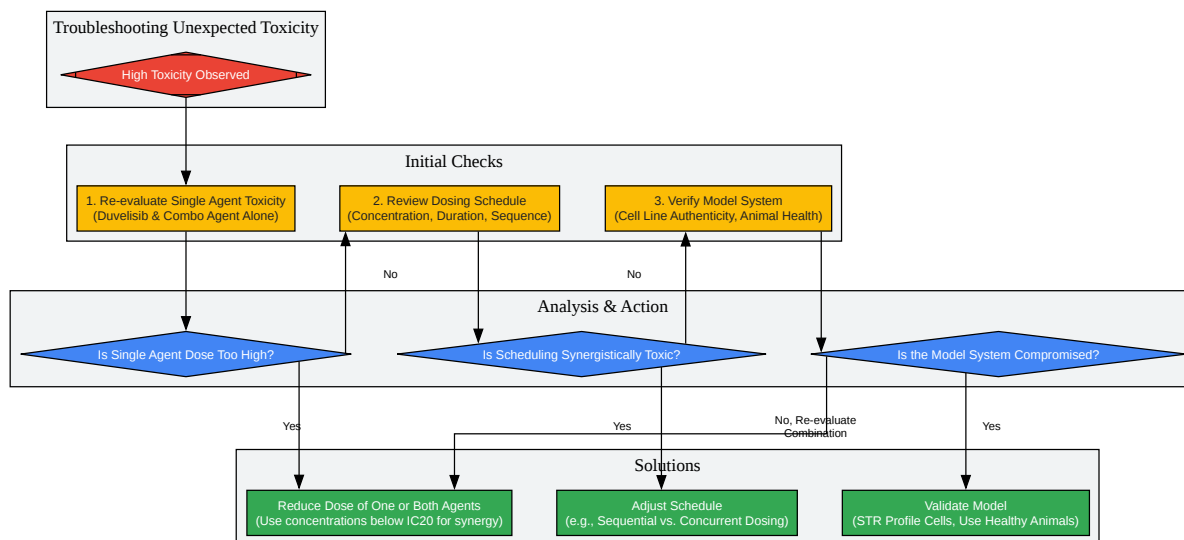 Troubleshooting Unexpected Toxicity
High Toxicity Observed
Initial Checks
1. Re-evaluate Single Agent Toxicity
(Duvelisib & Combo Agent Alone)
2. Review Dosing Schedule
(Concentration, Duration, Sequence)
3. Verify Model System
(Cell Line Authenticity, Animal Health)
No
No
Analysis & Action
Is Single Agent Dose Too High?
Is Scheduling Synergistically Toxic?
Is the Model System Compromised?
Yes
Yes
No, Re-evaluate
Combination
Yes
Solutions
Reduce Dose of One or Both Agents
(Use concentrations below IC20 for synergy)
Adjust Schedule
(e.g., Sequential vs. Concurrent Dosing)
Validate Model
(STR Profile Cells, Use Healthy Animals)